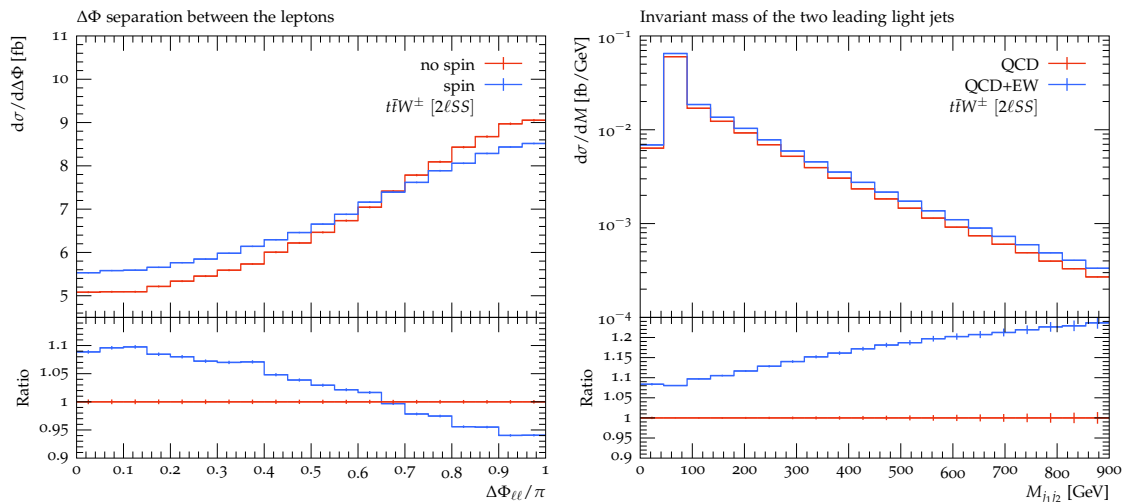 ΔΦ separation between the leptons
dσ/dΔΦ [fb]
11
10
9
8
7
6
5
no spin
spin
tt̄W± [2ℓSS]
Ratio
1.1
1.05
1
0.95
0.9
0 0.1 0.2 0.3 0.4 0.5 0.6 0.7 0.8 0.9 1
ΔΦℓℓ/π
Invariant mass of the two leading light jets
dσ/dM [fb/GeV]
10⁻¹
10⁻²
10⁻³
10⁻⁴
QCD
QCD+EW
tt̄W± [2ℓSS]
Ratio
1.2
1.15
1.1
1.05
1
0.95
0.9
0 100 200 300 400 500 600 700 800 900
Mj₁j₂ [GeV]